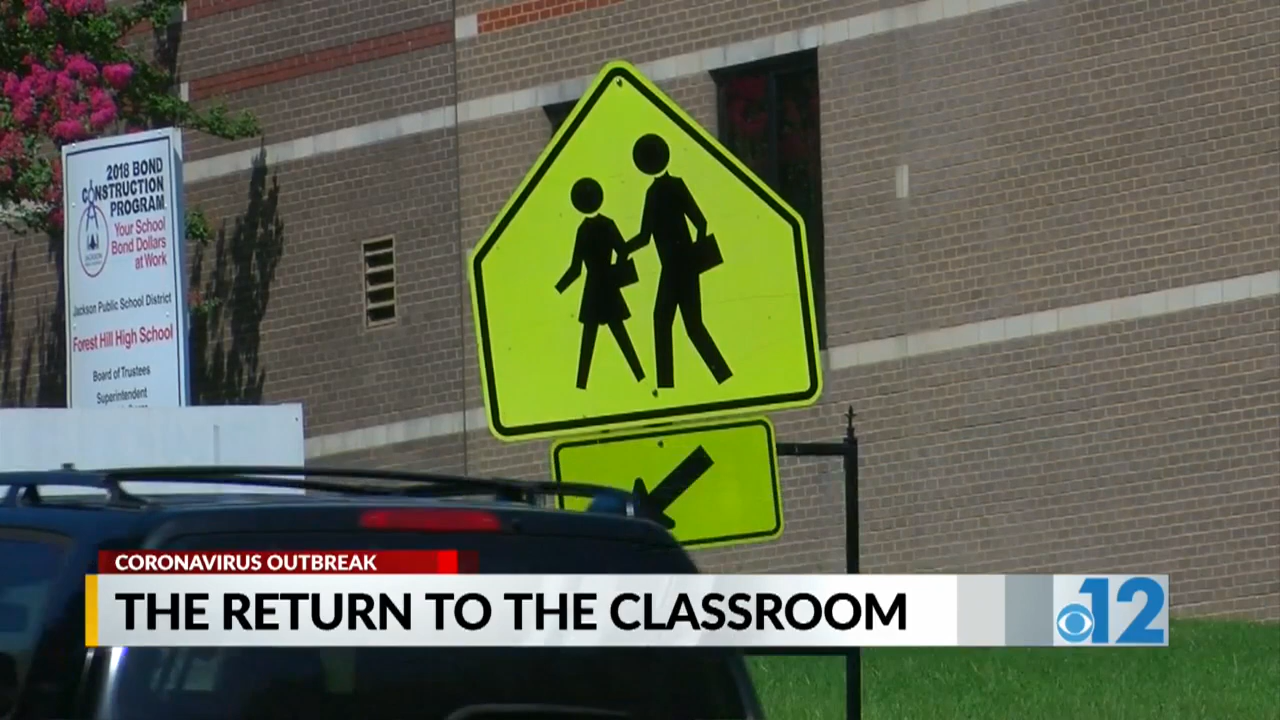 2018 BOND
CONSTRUCTION
PROGRAM
Your School
Bond Dollars
at Work
JACKSON
Jackson Public School District
Forest Hill High School
Board of Trustees
Superintendent
CORONAVIRUS OUTBREAK
THE RETURN TO THE CLASSROOM
12